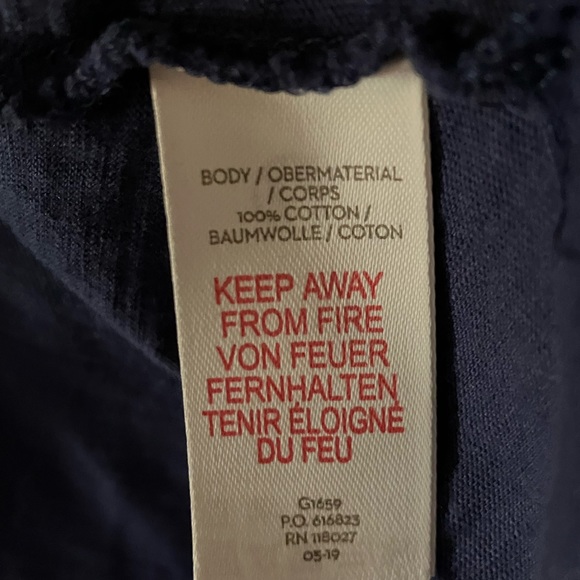 BODY / OBERMATERIAL
/ CORPS
100% COTTON /
BAUMWOLLE / COTON
KEEP AWAY
FROM FIRE
VON FEUER
FERNHALTEN
TENIR ÉLOIGNÉ
DU FEU
G1659
P.O. 616823
RN 118027
05-19